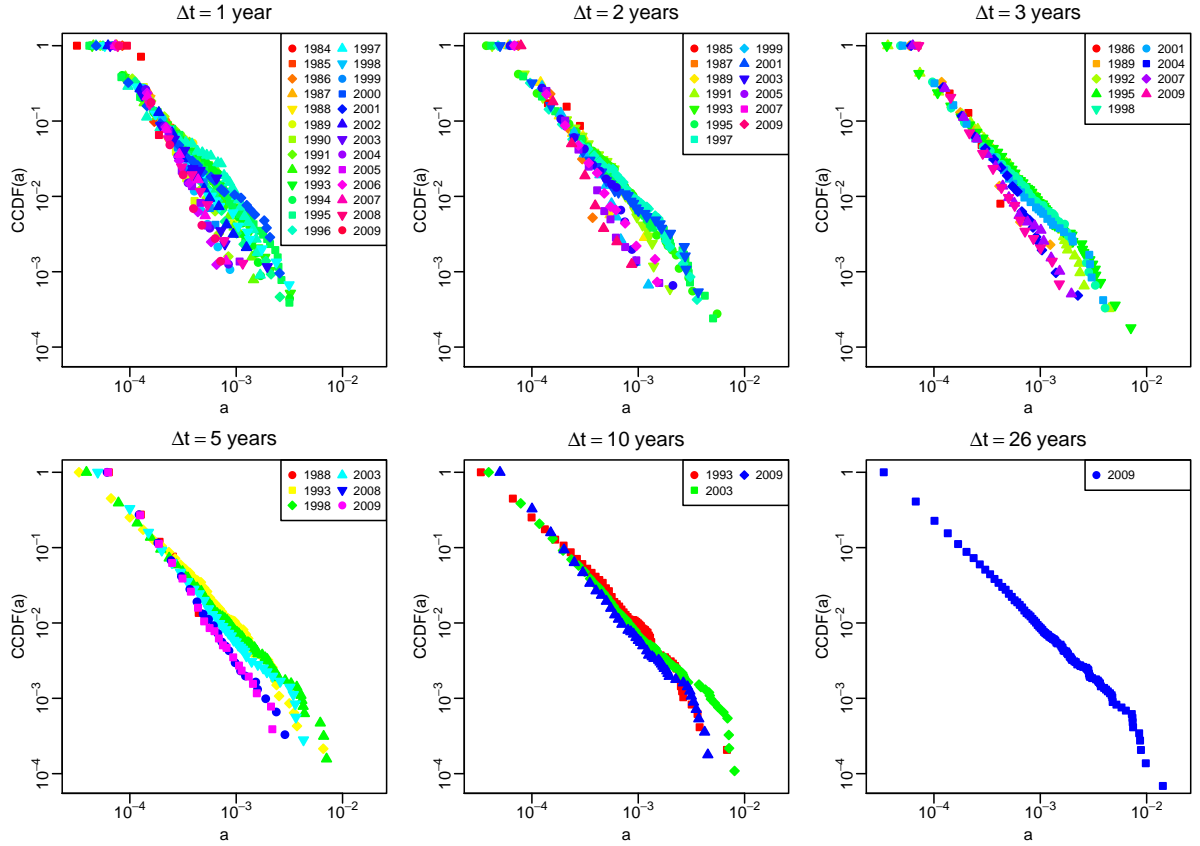 Δt = 1 year
CCDF(a)
1
10⁻¹
10⁻²
10⁻³
10⁻⁴
1984 1997
1985 1998
1986 1999
1987 2000
1988 2001
1989 2002
1990 2003
1991 2004
1992 2005
1993 2006
1994 2007
1995 2008
1996 2009
10⁻⁴ 10⁻³ 10⁻²
a
Δt = 2 years
CCDF(a)
1
10⁻¹
10⁻²
10⁻³
10⁻⁴
1985 1999
1987 2001
1989 2003
1991 2005
1993 2007
1995 2009
1997
10⁻⁴ 10⁻³ 10⁻²
a
Δt = 3 years
CCDF(a)
1
10⁻¹
10⁻²
10⁻³
10⁻⁴
1986 2001
1989 2004
1992 2007
1995 2009
1998
10⁻⁴ 10⁻³ 10⁻²
a
Δt = 5 years
CCDF(a)
1
10⁻¹
10⁻²
10⁻³
10⁻⁴
1988 2003
1993 2008
1998 2009
10⁻⁴ 10⁻³ 10⁻²
a
Δt = 10 years
CCDF(a)
1
10⁻¹
10⁻²
10⁻³
10⁻⁴
1993 2009
2003
10⁻⁴ 10⁻³ 10⁻²
a
Δt = 26 years
CCDF(a)
1
10⁻¹
10⁻²
10⁻³
10⁻⁴
2009
10⁻⁴ 10⁻³ 10⁻²
a